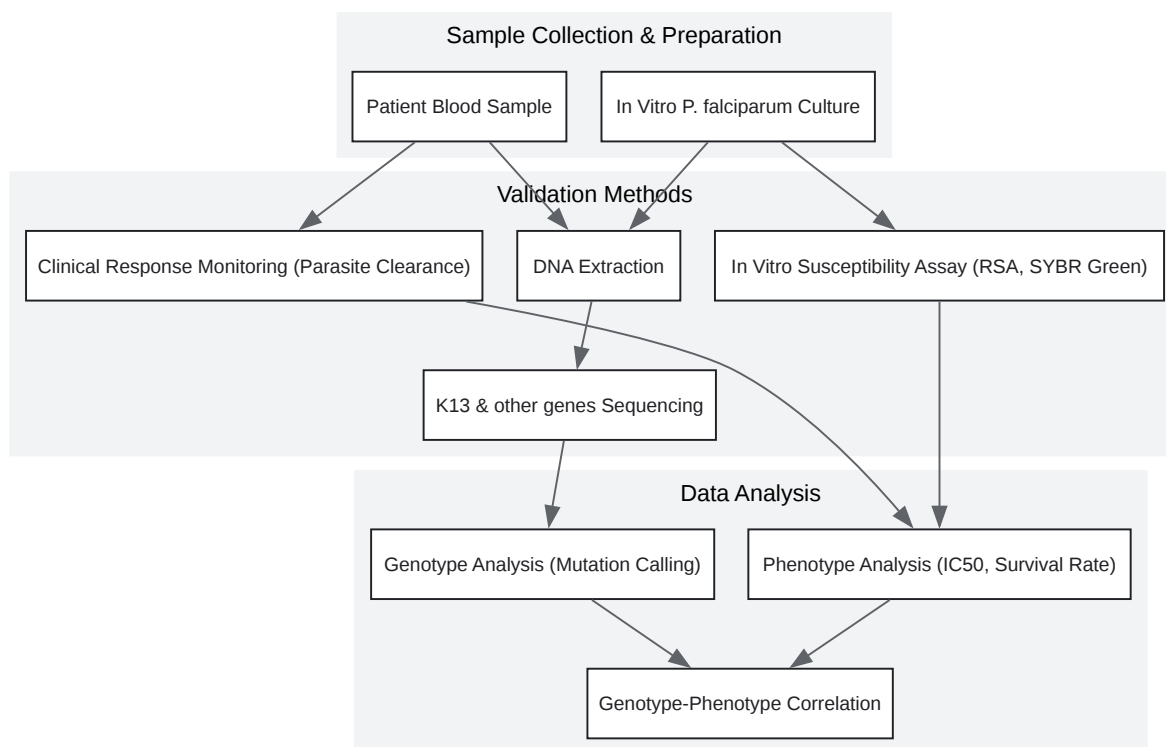 Sample Collection & Preparation
Patient Blood Sample
In Vitro P. falciparum Culture
Validation Methods
Clinical Response Monitoring (Parasite Clearance)
DNA Extraction
In Vitro Susceptibility Assay (RSA, SYBR Green)
K13 & other genes Sequencing
Data Analysis
Genotype Analysis (Mutation Calling)
Phenotype Analysis (IC50, Survival Rate)
Genotype-Phenotype Correlation